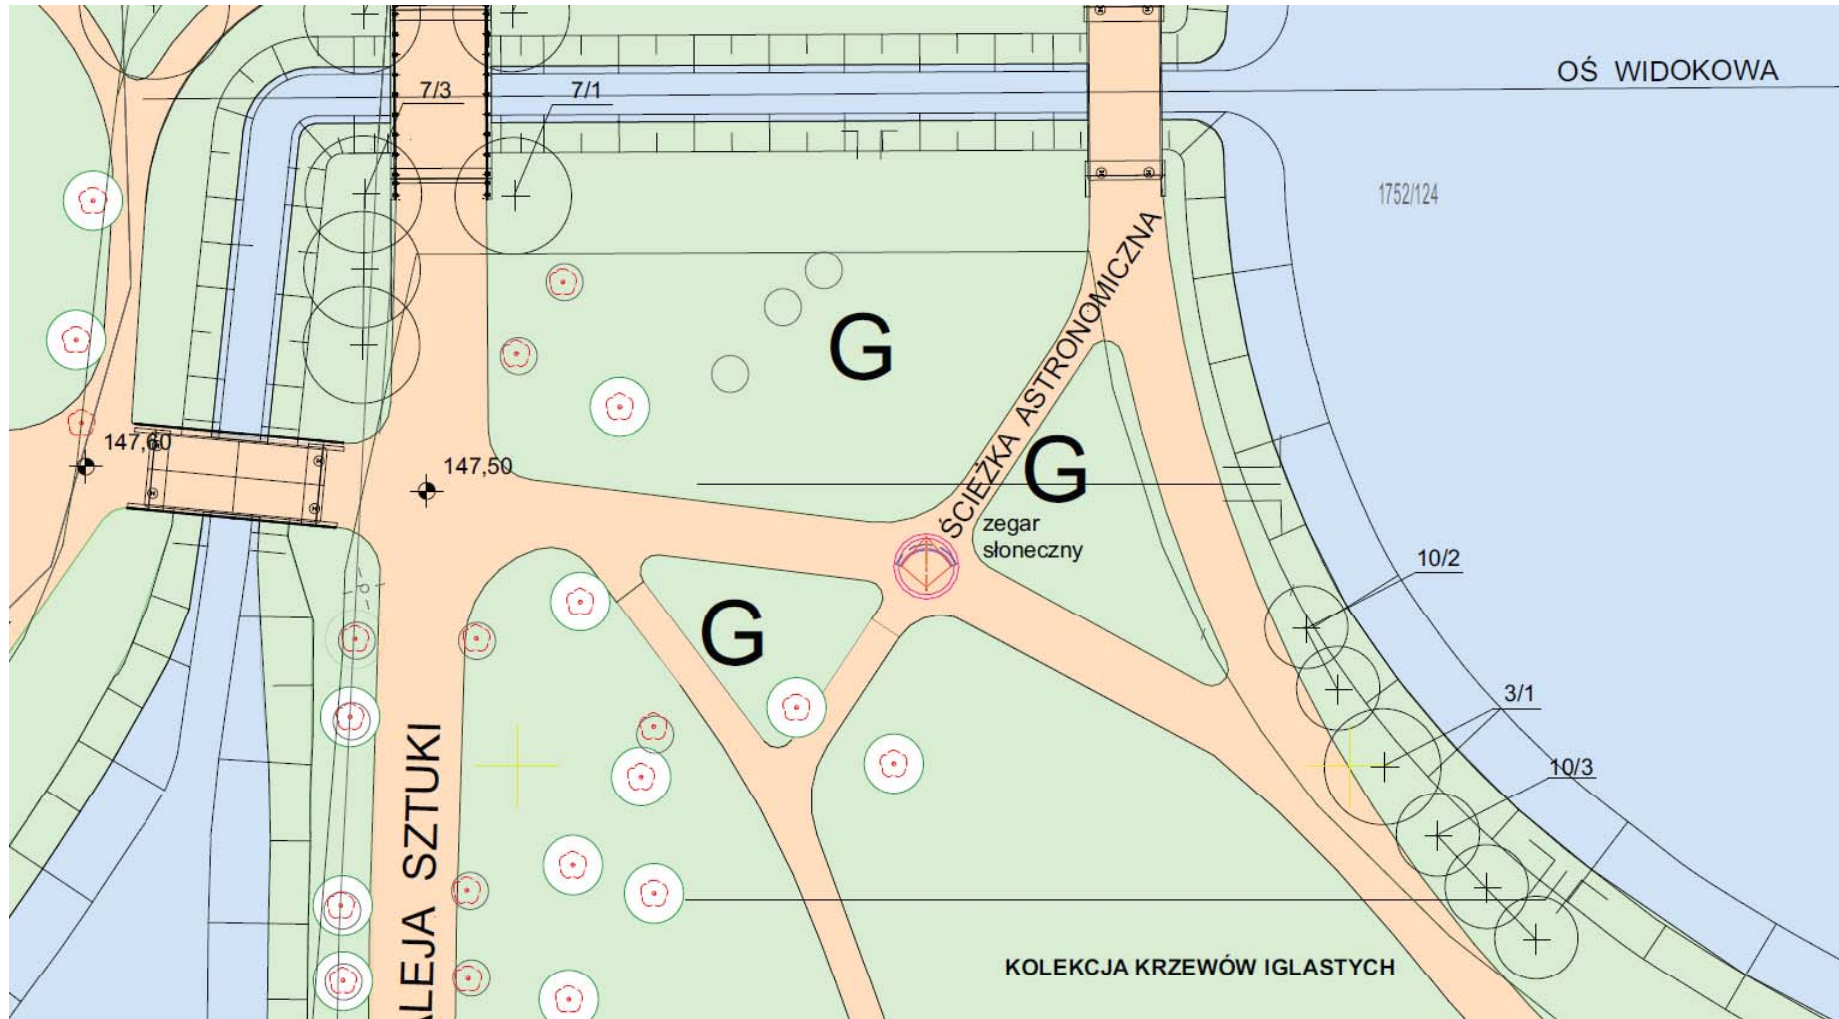 OŚ WIDOKOWA
7/3
7/1
1752/124
ŚCIEŻKA ASTRONOMICZNA
G
147,60
147,50
G
zegar
słoneczny
10/2
G
3/1
ALEJA SZTUKI
10/3
KOLEKCJA KRZEWÓW IGLASTYCH